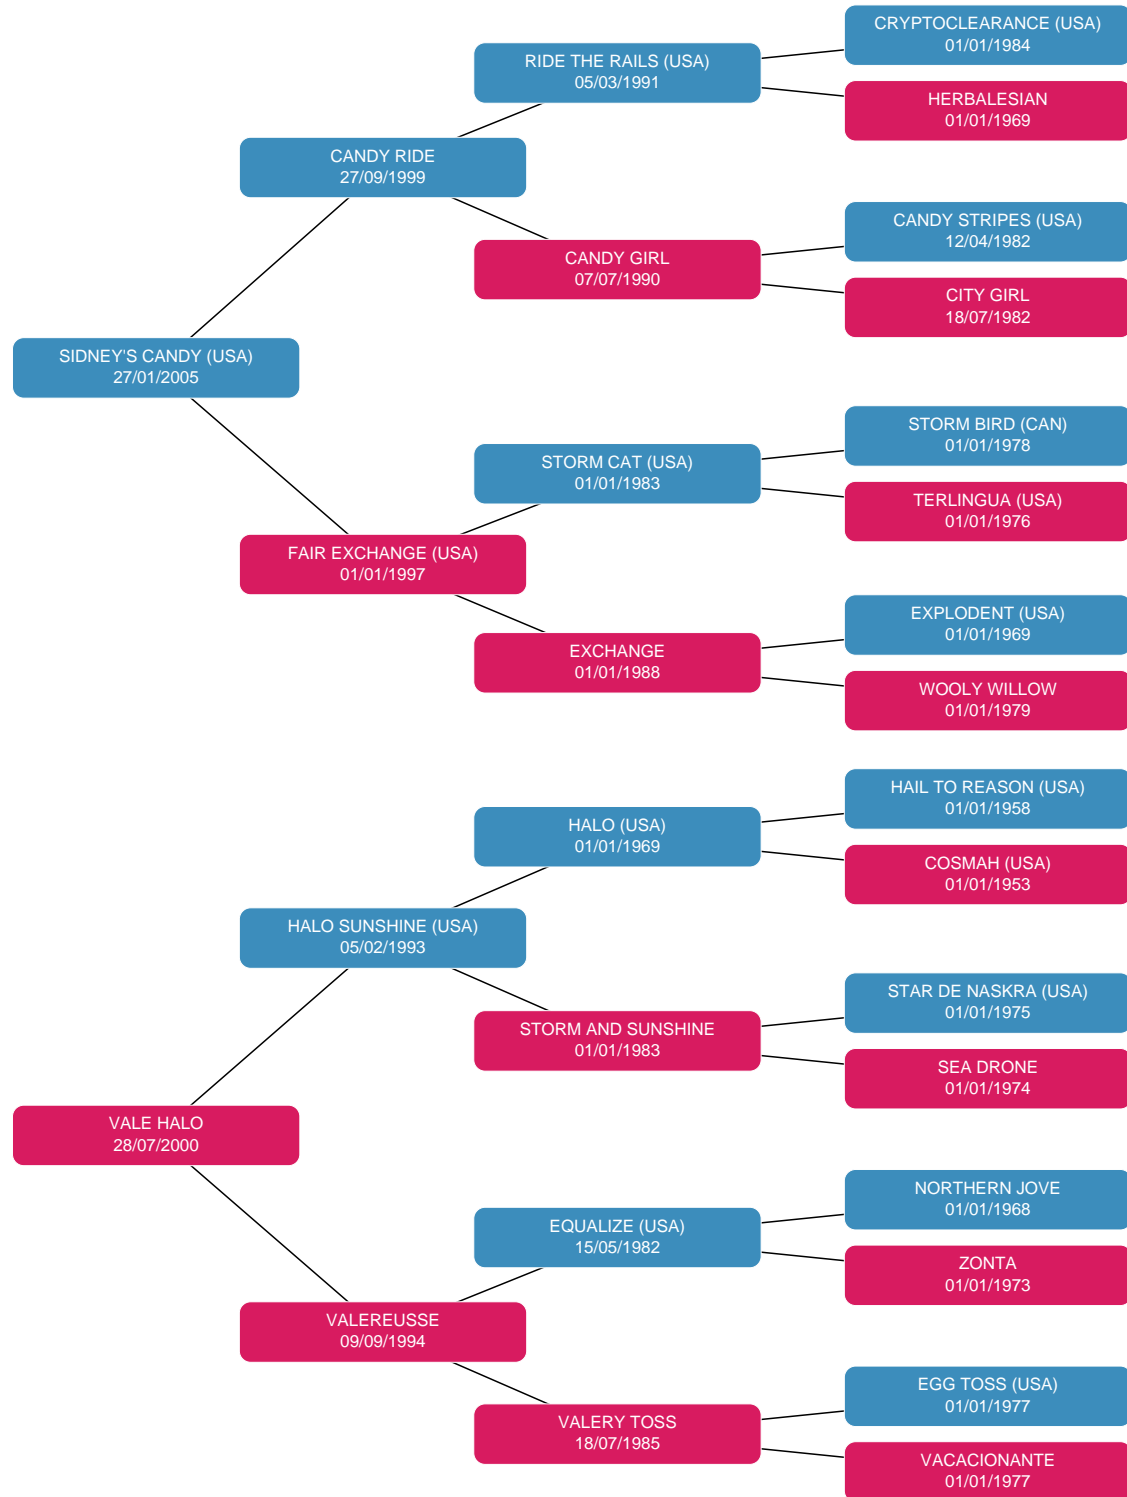 CRYPTOCLEARANCE (USA)
01/01/1984
RIDE THE RAILS (USA)
05/03/1991
HERBALESIAN
01/01/1969
CANDY RIDE
27/09/1999
CANDY STRIPES (USA)
12/04/1982
CANDY GIRL
07/07/1990
CITY GIRL
18/07/1982
SIDNEY'S CANDY (USA)
27/01/2005
STORM BIRD (CAN)
01/01/1978
STORM CAT (USA)
01/01/1983
TERLINGUA (USA)
01/01/1976
FAIR EXCHANGE (USA)
01/01/1997
EXPLODENT (USA)
01/01/1969
EXCHANGE
01/01/1988
WOOLY WILLOW
01/01/1979
HAIL TO REASON (USA)
01/01/1958
HALO (USA)
01/01/1969
COSMAH (USA)
01/01/1953
HALO SUNSHINE (USA)
05/02/1993
STAR DE NASKRA (USA)
01/01/1975
STORM AND SUNSHINE
01/01/1983
SEA DRONE
01/01/1974
VALE HALO
28/07/2000
NORTHERN JOVE
01/01/1968
EQUALIZE (USA)
15/05/1982
ZONTA
01/01/1973
VALEREUSSE
09/09/1994
EGG TOSS (USA)
01/01/1977
VALERY TOSS
18/07/1985
VACACIONANTE
01/01/1977